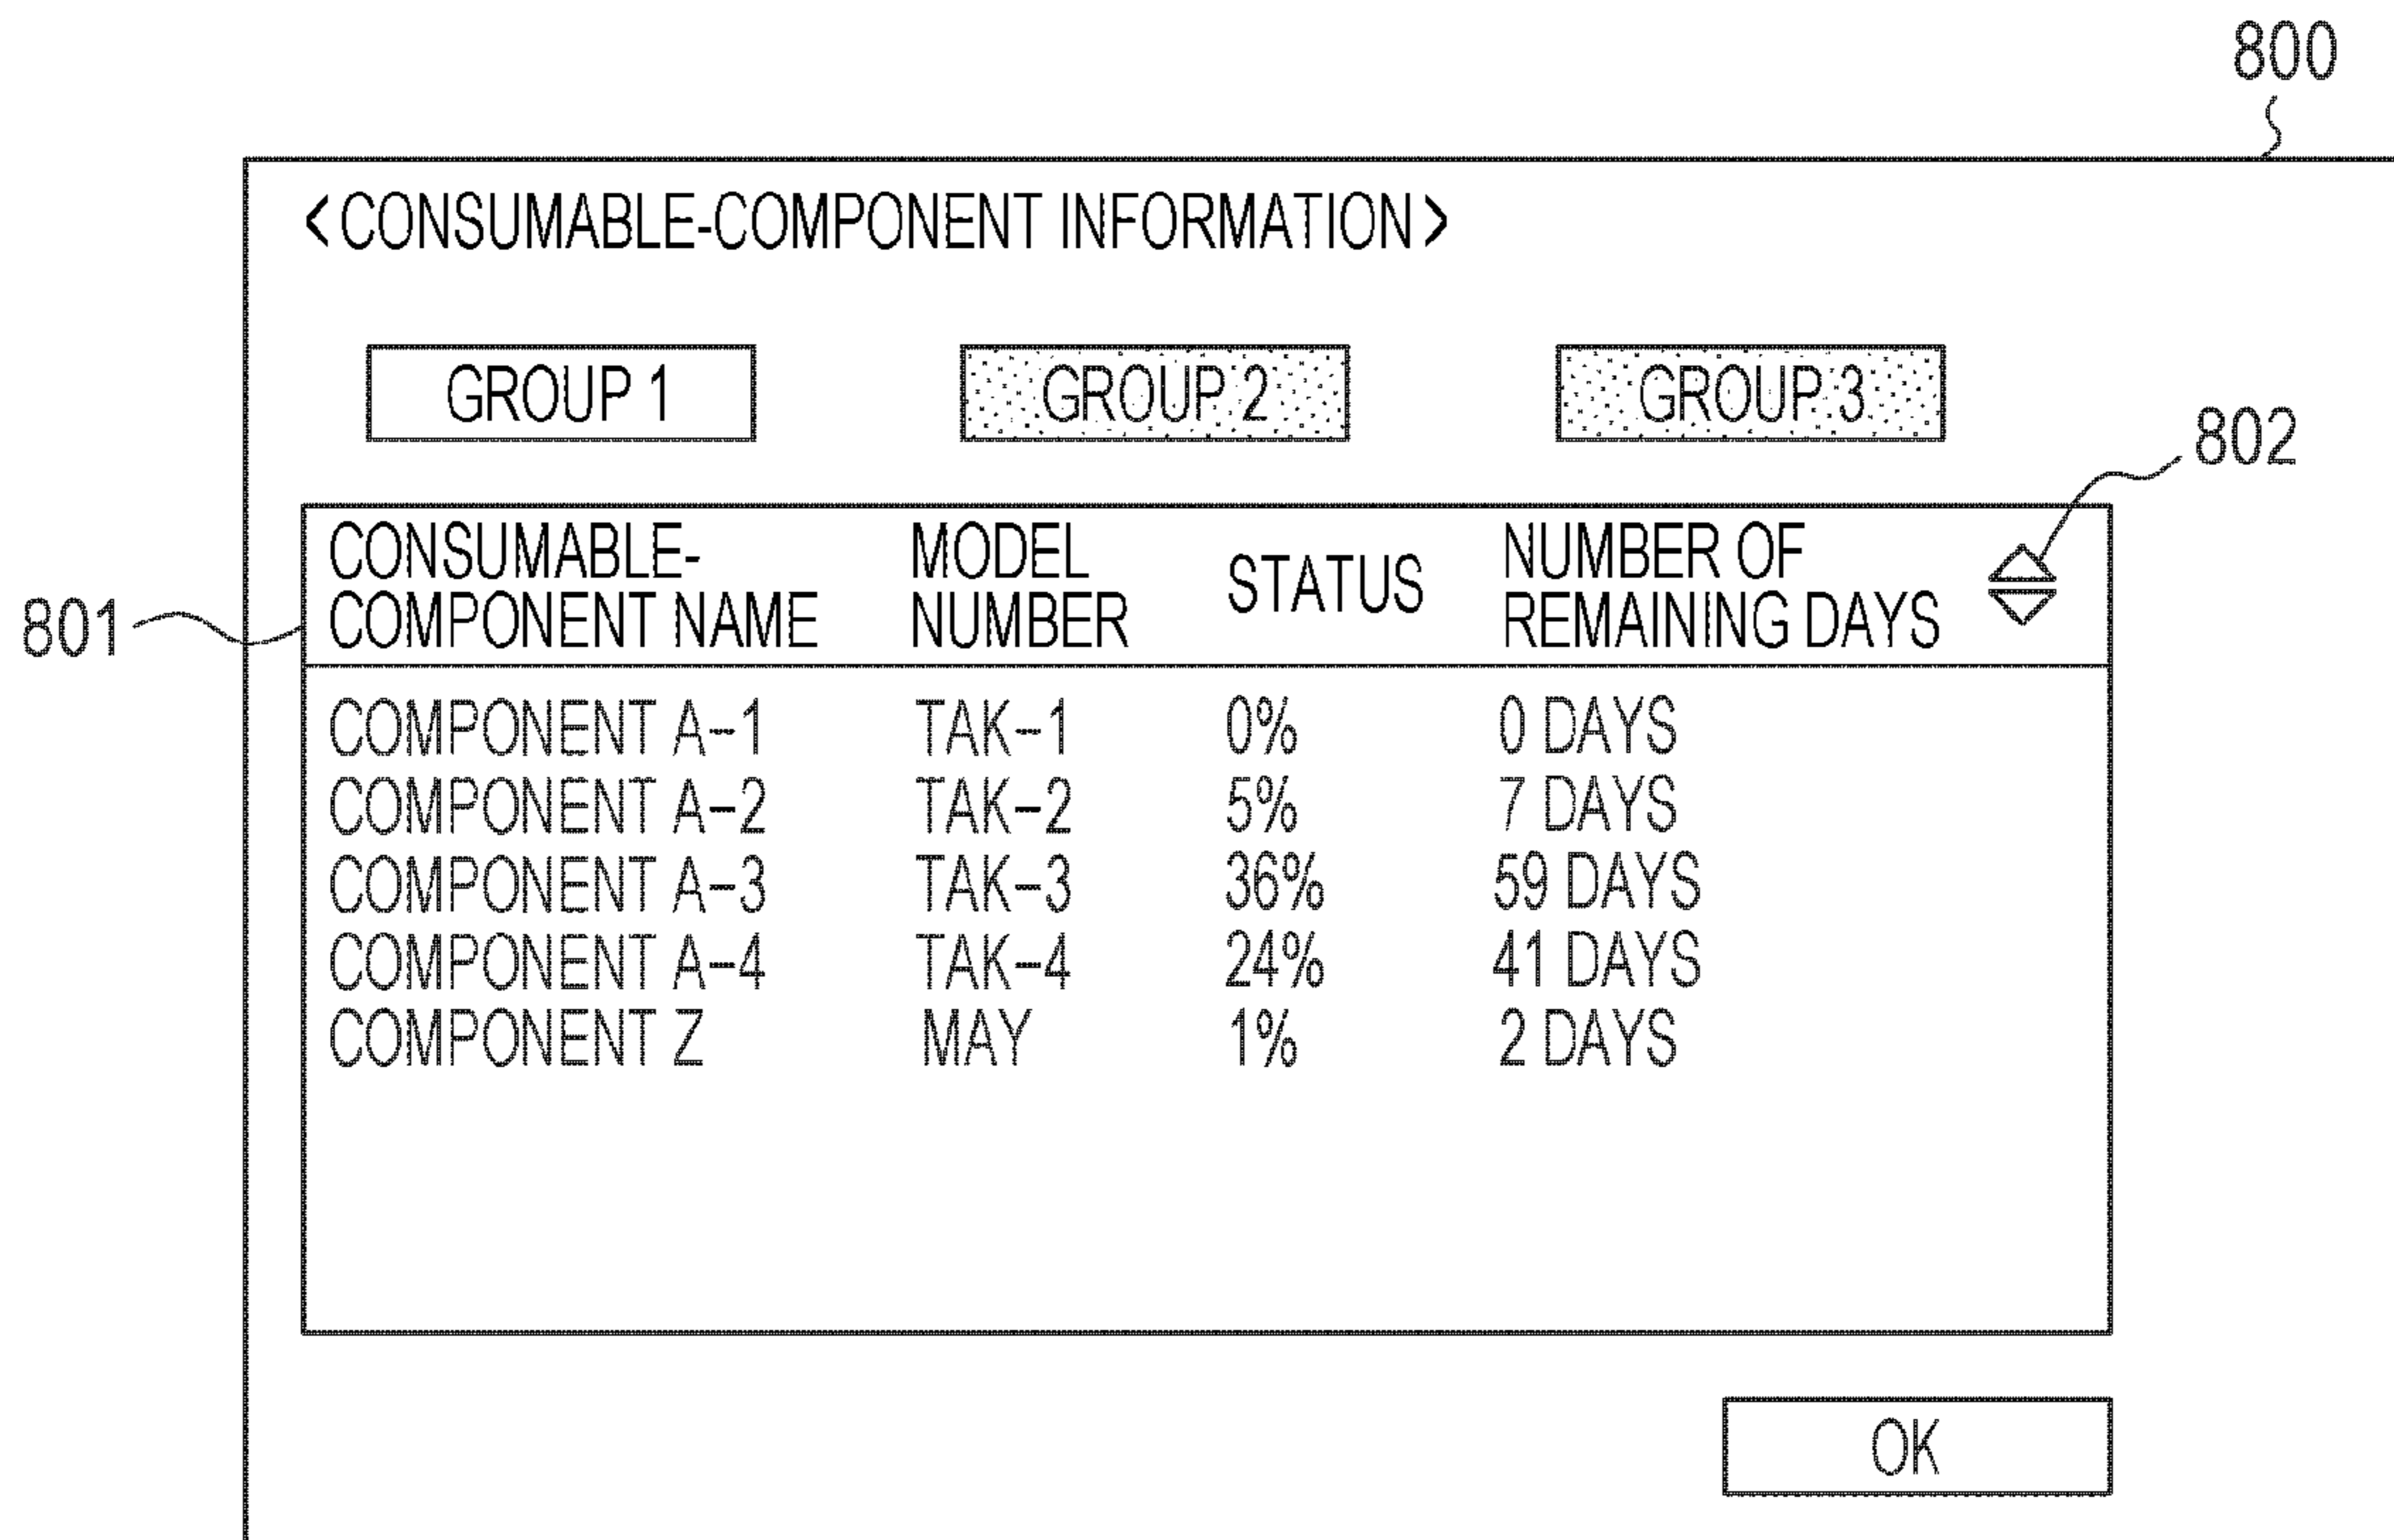 800
<CONSUMABLE-COMPONENT INFORMATION>
GROUP 1 GROUP 2 GROUP 3
802
CONSUMABLE-COMPONENT NAME MODEL NUMBER STATUS NUMBER OF REMAINING DAYS
801
COMPONENT A–1 TAK–1 0% 0 DAYS
COMPONENT A–2 TAK–2 5% 7 DAYS
COMPONENT A–3 TAK–3 36% 59 DAYS
COMPONENT A–4 TAK–4 24% 41 DAYS
COMPONENT Z MAY 1% 2 DAYS
OK